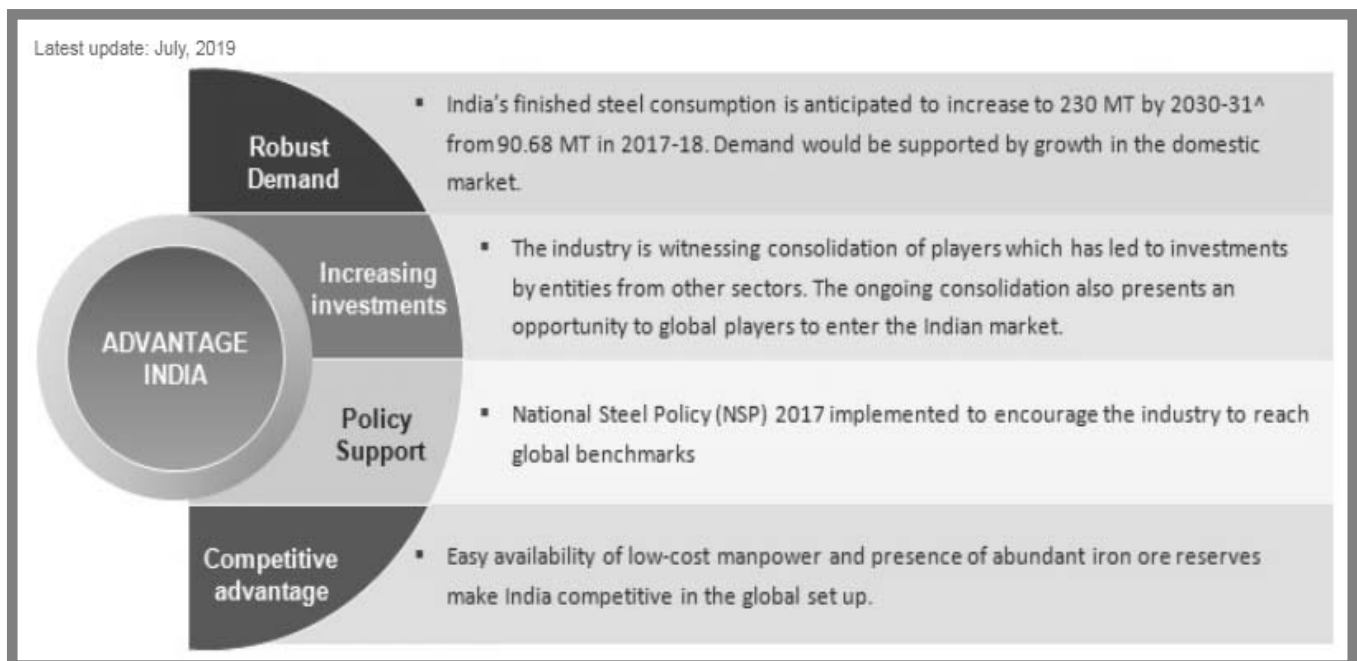 Latest update: July, 2019
Robust
Demand
▪ India's finished steel consumption is anticipated to increase to 230 MT by 2030-31^
from 90.68 MT in 2017-18. Demand would be supported by growth in the domestic
market.
Increasing
investments
▪ The industry is witnessing consolidation of players which has led to investments
by entities from other sectors. The ongoing consolidation also presents an
opportunity to global players to enter the Indian market.
ADVANTAGE
INDIA
Policy
Support
▪ National Steel Policy (NSP) 2017 implemented to encourage the industry to reach
global benchmarks
Competitive
advantage
▪ Easy availability of low-cost manpower and presence of abundant iron ore reserves
make India competitive in the global set up.